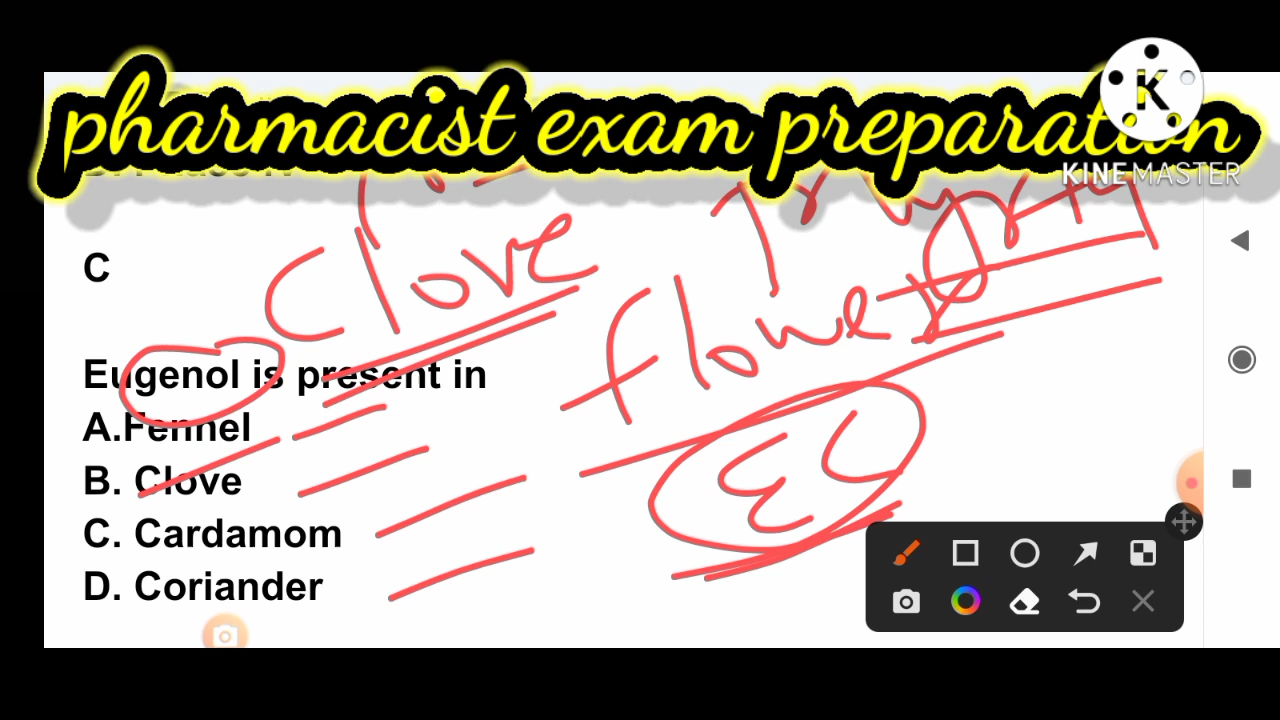 pharmacist exam preparation
K
KINEMASTER
C
Clove
flower
Eugenol is present in
A.Fennel
B. Clove
C. Cardamom
D. Coriander